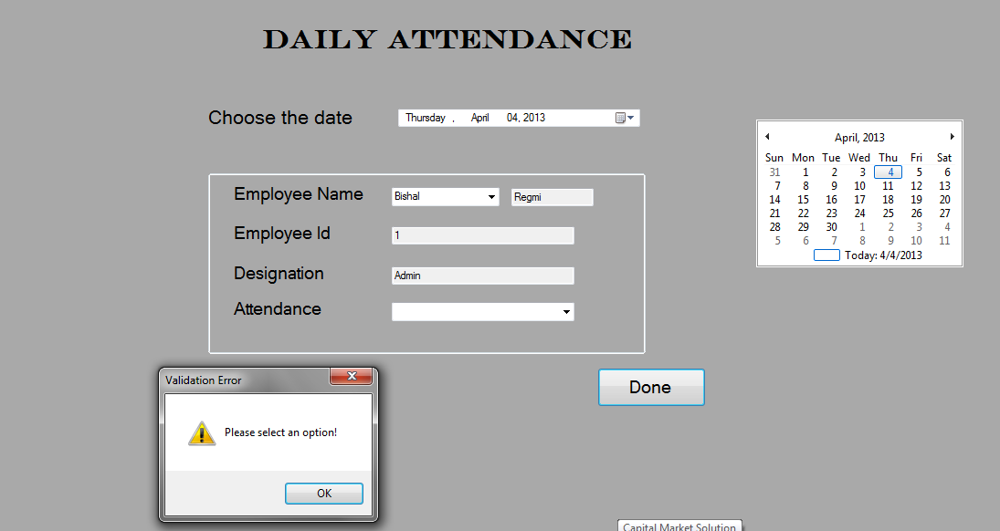 DAILY ATTENDANCE
Choose the date
Thursday , April 04, 2013
Employee Name Bishal Regmi
Employee Id 1
Designation Admin
Attendance
April, 2013
Sun Mon Tue Wed Thu Fri Sat
31 1 2 3 4 5 6
7 8 9 10 11 12 13
14 15 16 17 18 19 20
21 22 23 24 25 26 27
28 29 30 1 2 3 4
5 6 7 8 9 10 11
Today: 4/4/2013
Done
Validation Error
Please select an option!
OK
Capital Market Solution